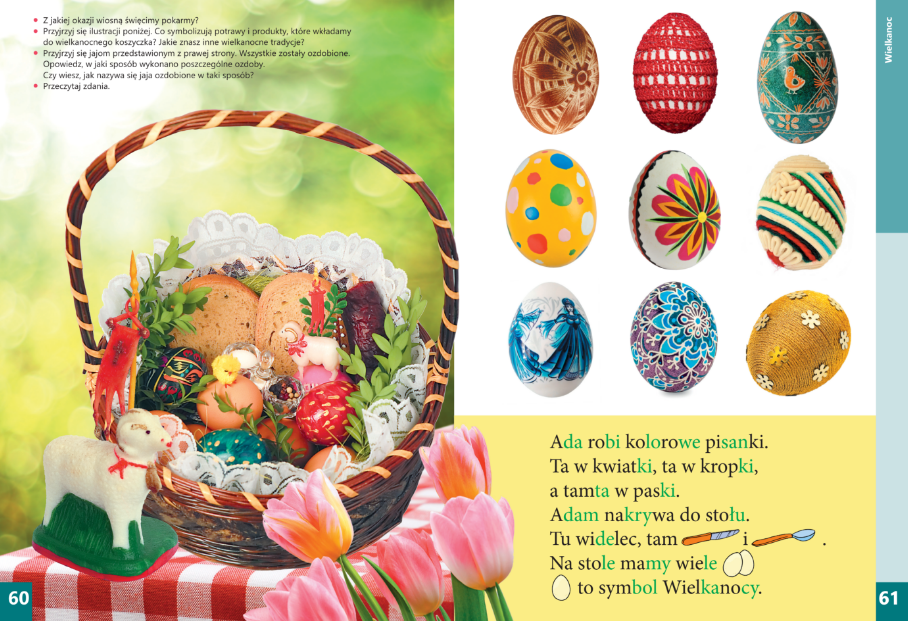 Z jakiej okazji wiosną święcimy pokarmy?
Przyjrzyj się ilustracji poniżej. Co symbolizują potrawy i produkty, które wkładamy
do wielkanocnego koszyczka? Jakie znasz inne wielkanocne tradycje?
Przyjrzyj się jajom przedstawionym z prawej strony. Wszystkie zostały ozdobione.
Opowiedz, w jaki sposób wykonano poszczególne ozdoby.
Czy wiesz, jak nazywa się jaja ozdobione w taki sposób?
Przeczytaj zdania.
60
Wielkanoc
Ada robi kolorowe pisanki.
Ta w kwiatki, ta w kropki,
a tamta w paski.
Adam nakrywa do stołu.
Tu widelec, tam i .
Na stole mamy wiele
to symbol Wielkanocy.
61